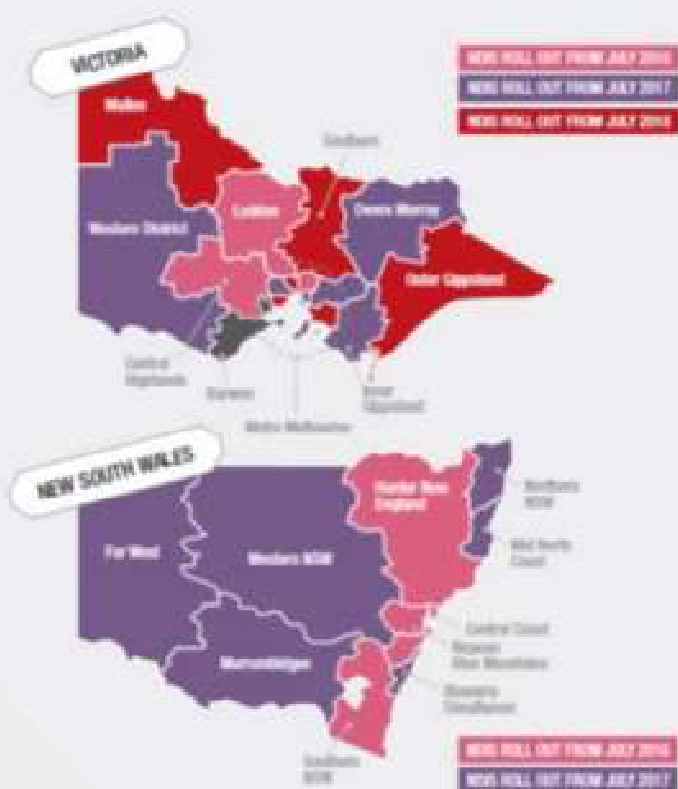 VICTORIA
NDIS ROLL OUT FROM JULY 2016
NDIS ROLL OUT FROM JULY 2017
NDIS ROLL OUT FROM JULY 2018
Mallee
Goulburn
Loddon
Ovens Murray
Western District
Outer Gippsland
Central
Highlands
Barwon
Inner
Gippsland
Metro Melbourne
NEW SOUTH WALES
Hunter New
England
Northern
NSW
Far West
Western NSW
Mid North
Coast
Central Coast
Nepean
Blue Mountains
Murrumbidgee
Illawarra
Shoalhaven
Southern
NSW
NDIS ROLL OUT FROM JULY 2016
NDIS ROLL OUT FROM JULY 2017